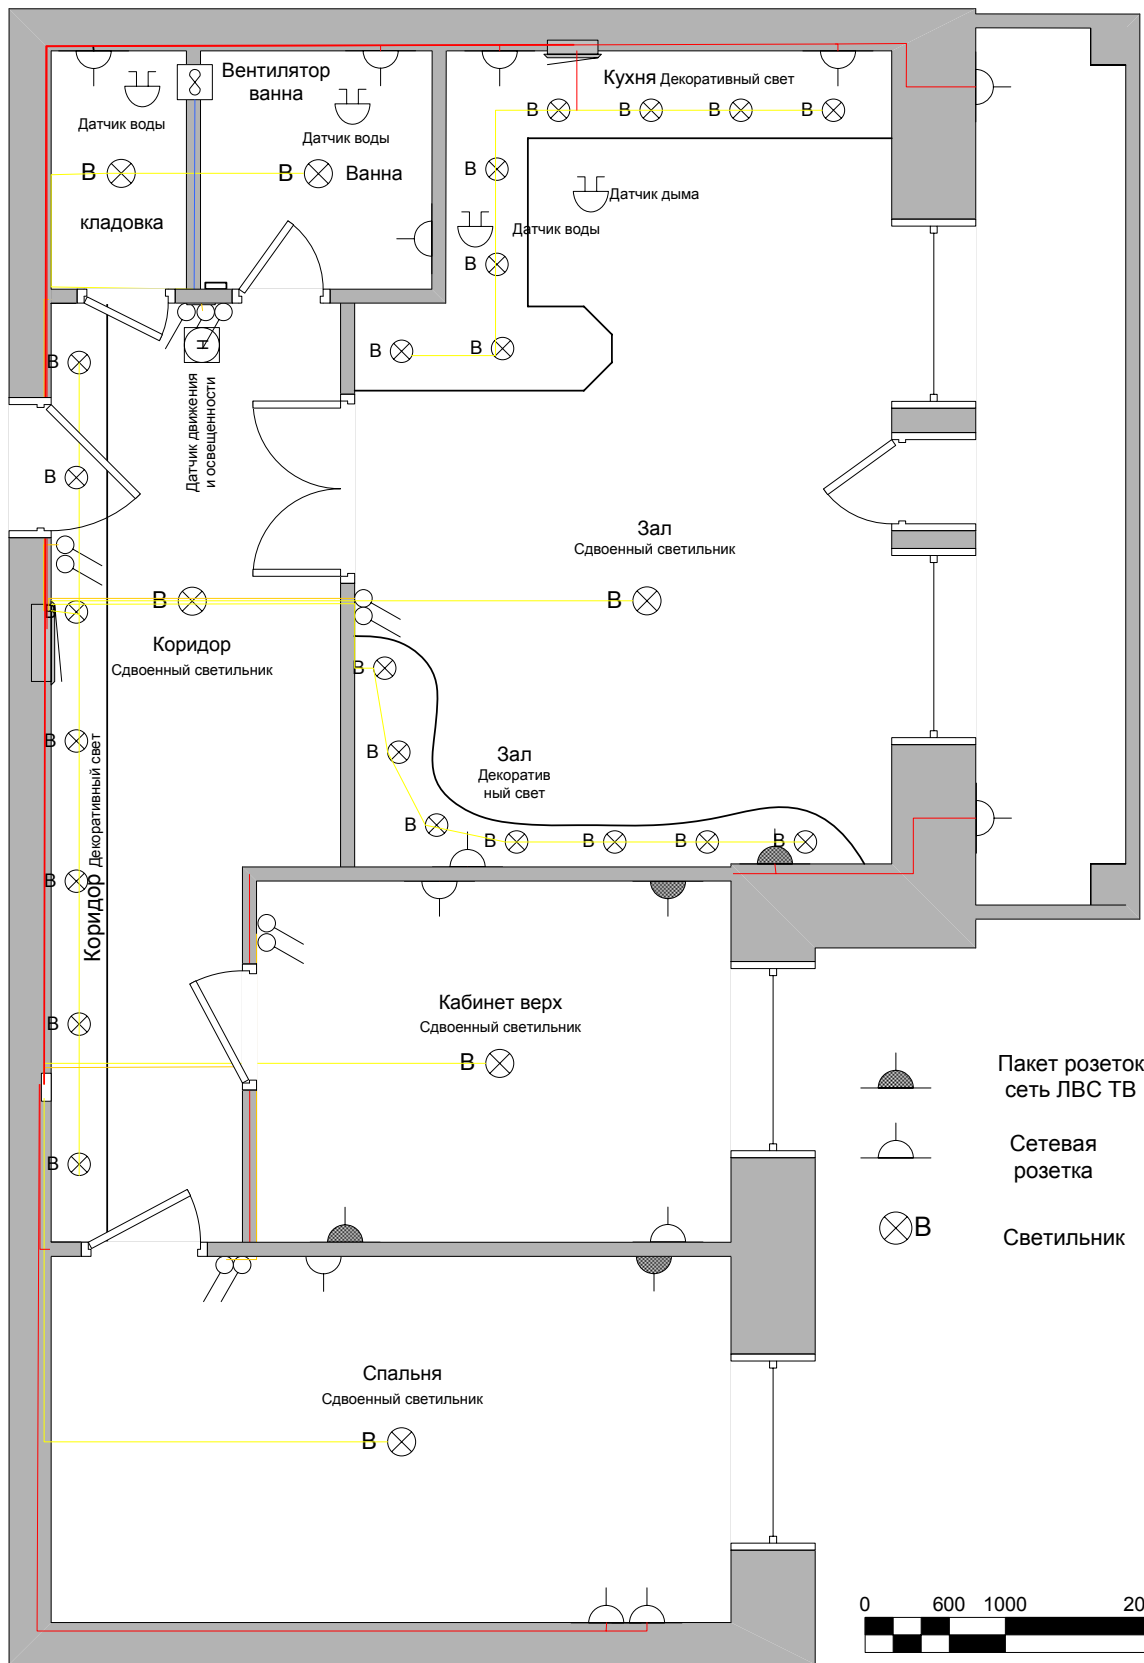 Вентилятор
ванна
Датчик воды
Датчик воды
В
В
Ванна
кладовка
Кухня Декоративный свет
В
В
В
В
В
Датчик дыма
Датчик воды
В
В
В
В
Датчик движения
и освещенности
В
Зал
Сдвоенный светильник
В
В
В
Коридор
Сдвоенный светильник
В
В
В
Зал
Декоратив
ный свет
В
В
В
В
В
Коридор Декоративный свет
В
В
Кабинет верх
Сдвоенный светильник
В
В
Спальня
Сдвоенный светильник
В
Пакет розеток
сеть ЛВС ТВ
Сетевая
розетка
В
Светильник
0 600 1000 20